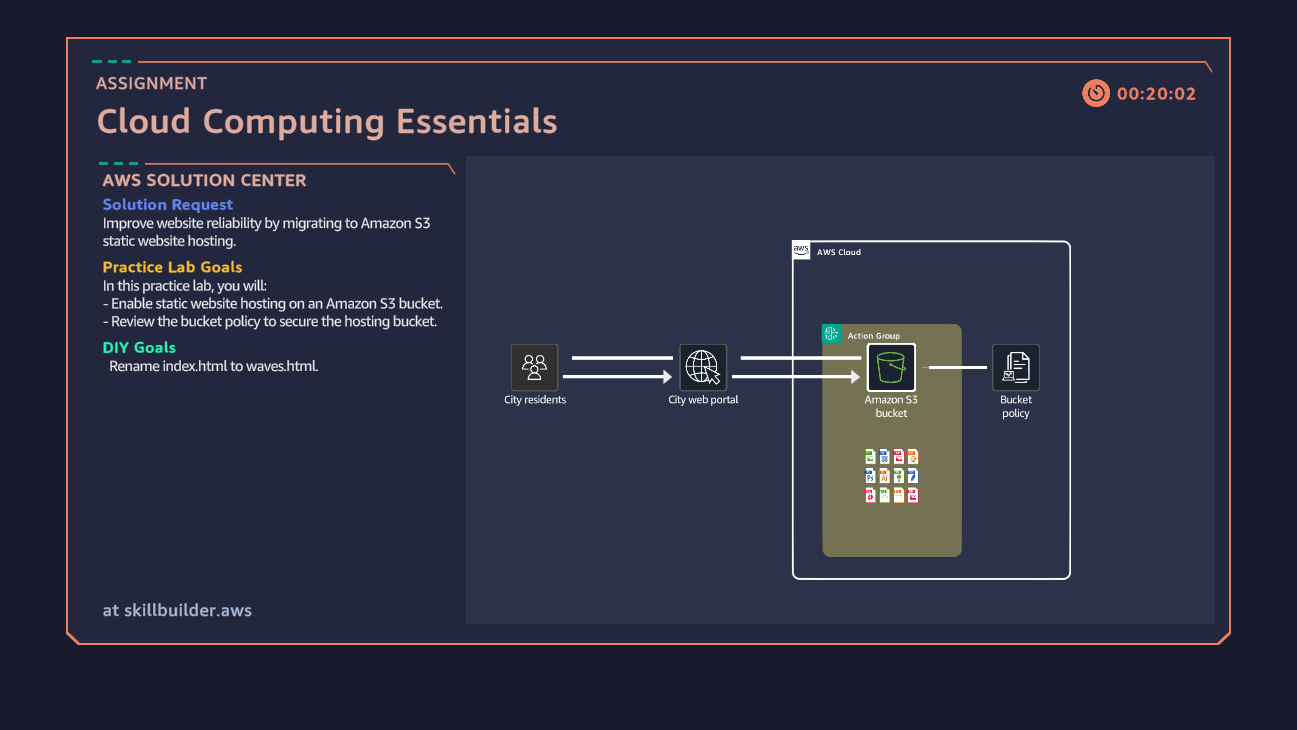 ASSIGNMENT
Cloud Computing Essentials
00:20:02
AWS SOLUTION CENTER
Solution Request
Improve website reliability by migrating to Amazon S3
static website hosting.
Practice Lab Goals
In this practice lab, you will:
- Enable static website hosting on an Amazon S3 bucket.
- Review the bucket policy to secure the hosting bucket.
DIY Goals
Rename index.html to waves.html.
at skillbuilder.aws
aws
AWS Cloud
Action Group
City residents
City web portal
Amazon S3
bucket
Bucket
policy
Ps
Ai